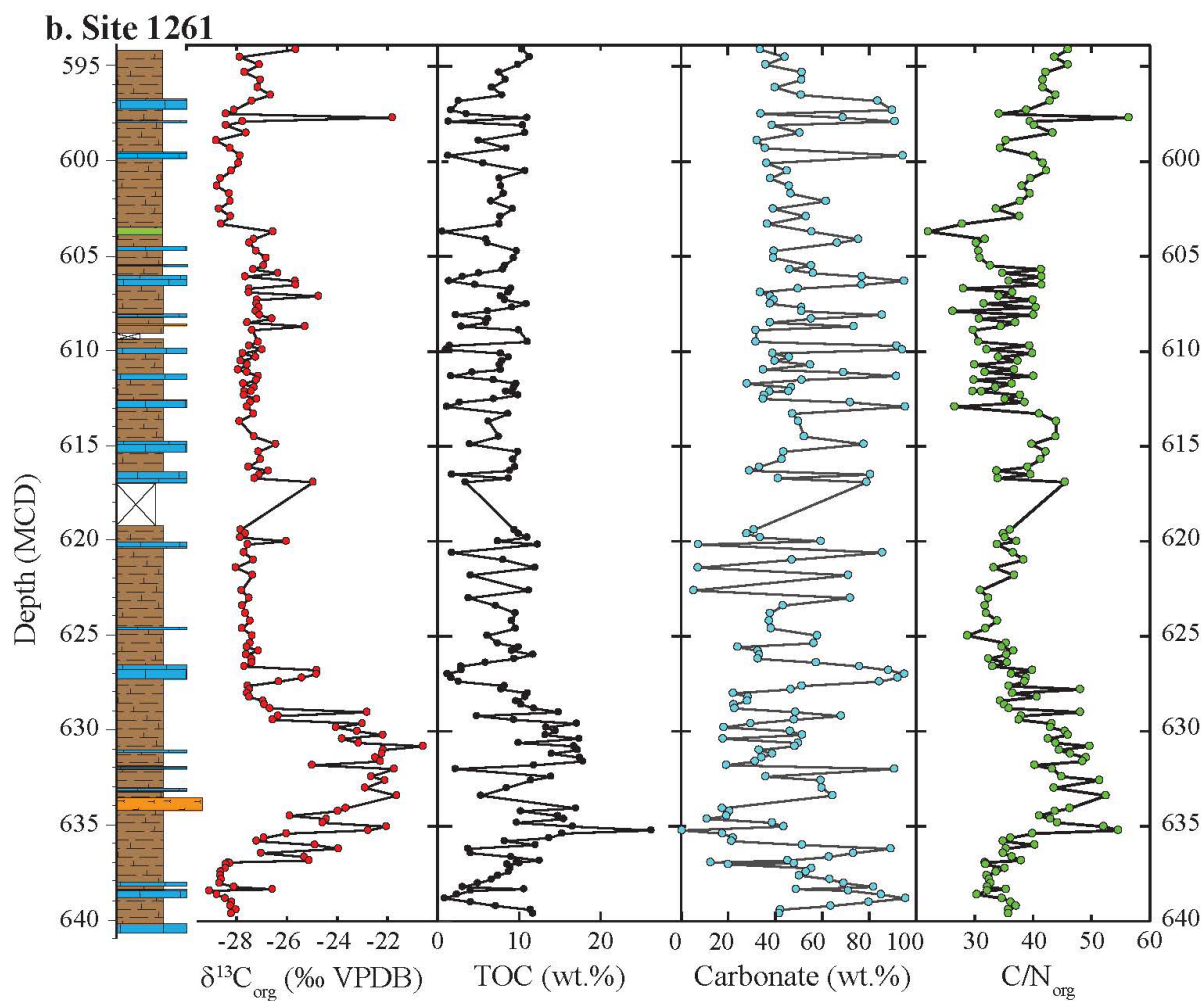 b. Site 1261
Depth (MCD)
595
600
605
610
615
620
625
630
635
640
600
605
610
615
620
625
630
635
640
-28 -26 -24 -22
0 10 20
0 20 40 60 80 100
30 40 50 60
δ¹³C_org (‰ VPDB)
TOC (wt.%)
Carbonate (wt.%)
C/N_org